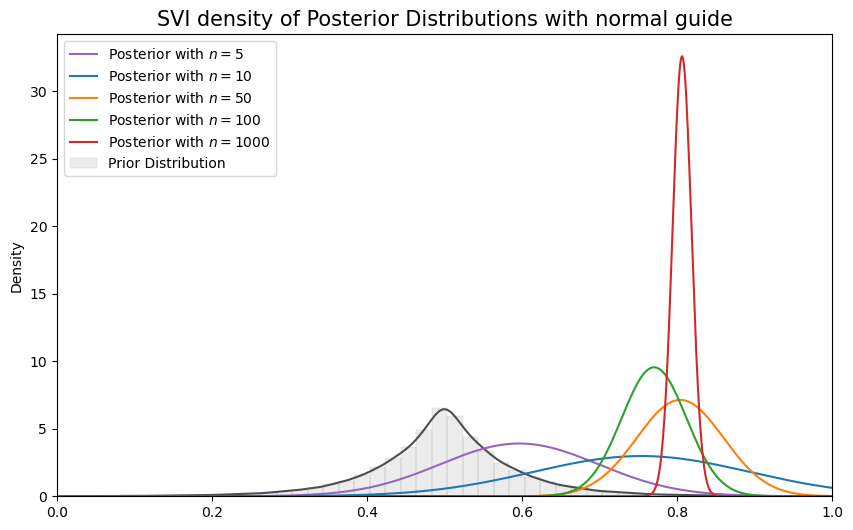 SVI density of Posterior Distributions with normal guide
Posterior with n = 5
Posterior with n = 10
Posterior with n = 50
Posterior with n = 100
Posterior with n = 1000
Prior Distribution
Density
30
25
20
15
10
5
0
0.0 0.2 0.4 0.6 0.8 1.0